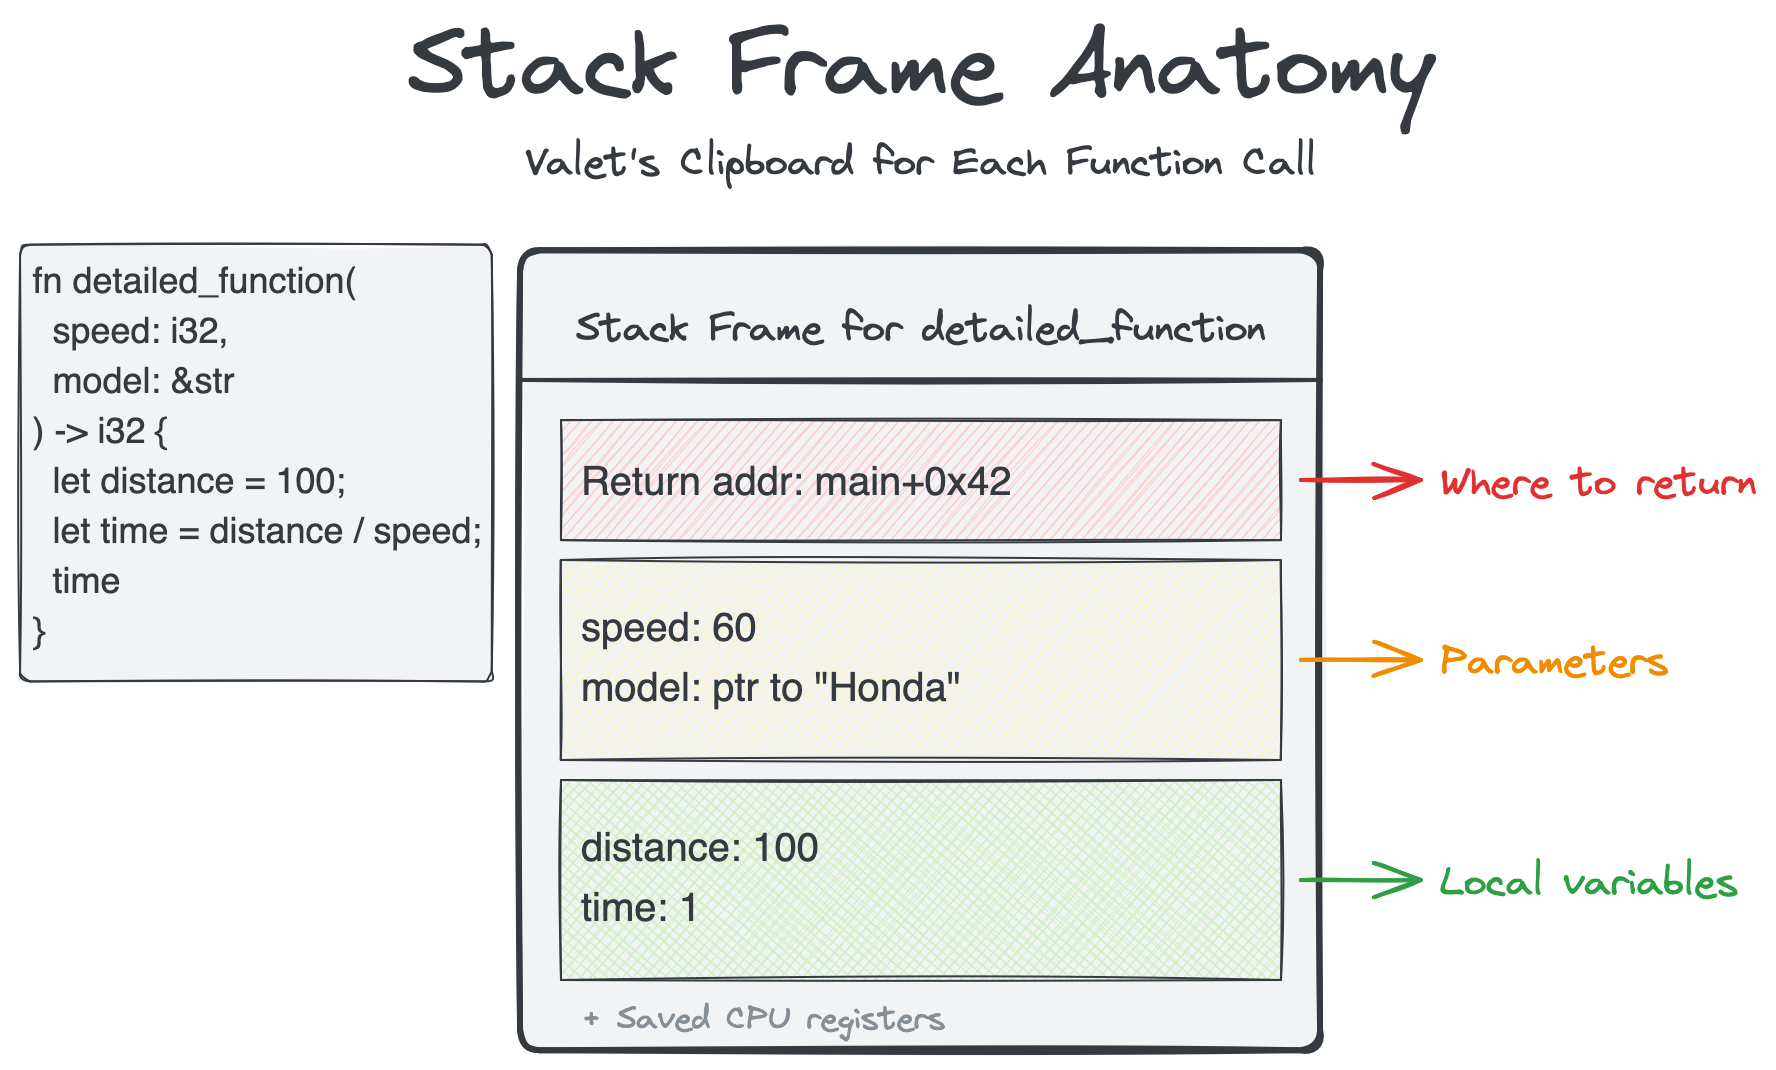 Stack Frame Anatomy
Valet's Clipboard for Each Function Call
fn detailed_function(
speed: i32,
model: &str
) -> i32 {
let distance = 100;
let time = distance / speed;
time
}
Stack Frame for detailed_function
Return addr: main+0x42
Where to return
speed: 60
model: ptr to "Honda"
Parameters
distance: 100
time: 1
Local variables
+ Saved CPU registers